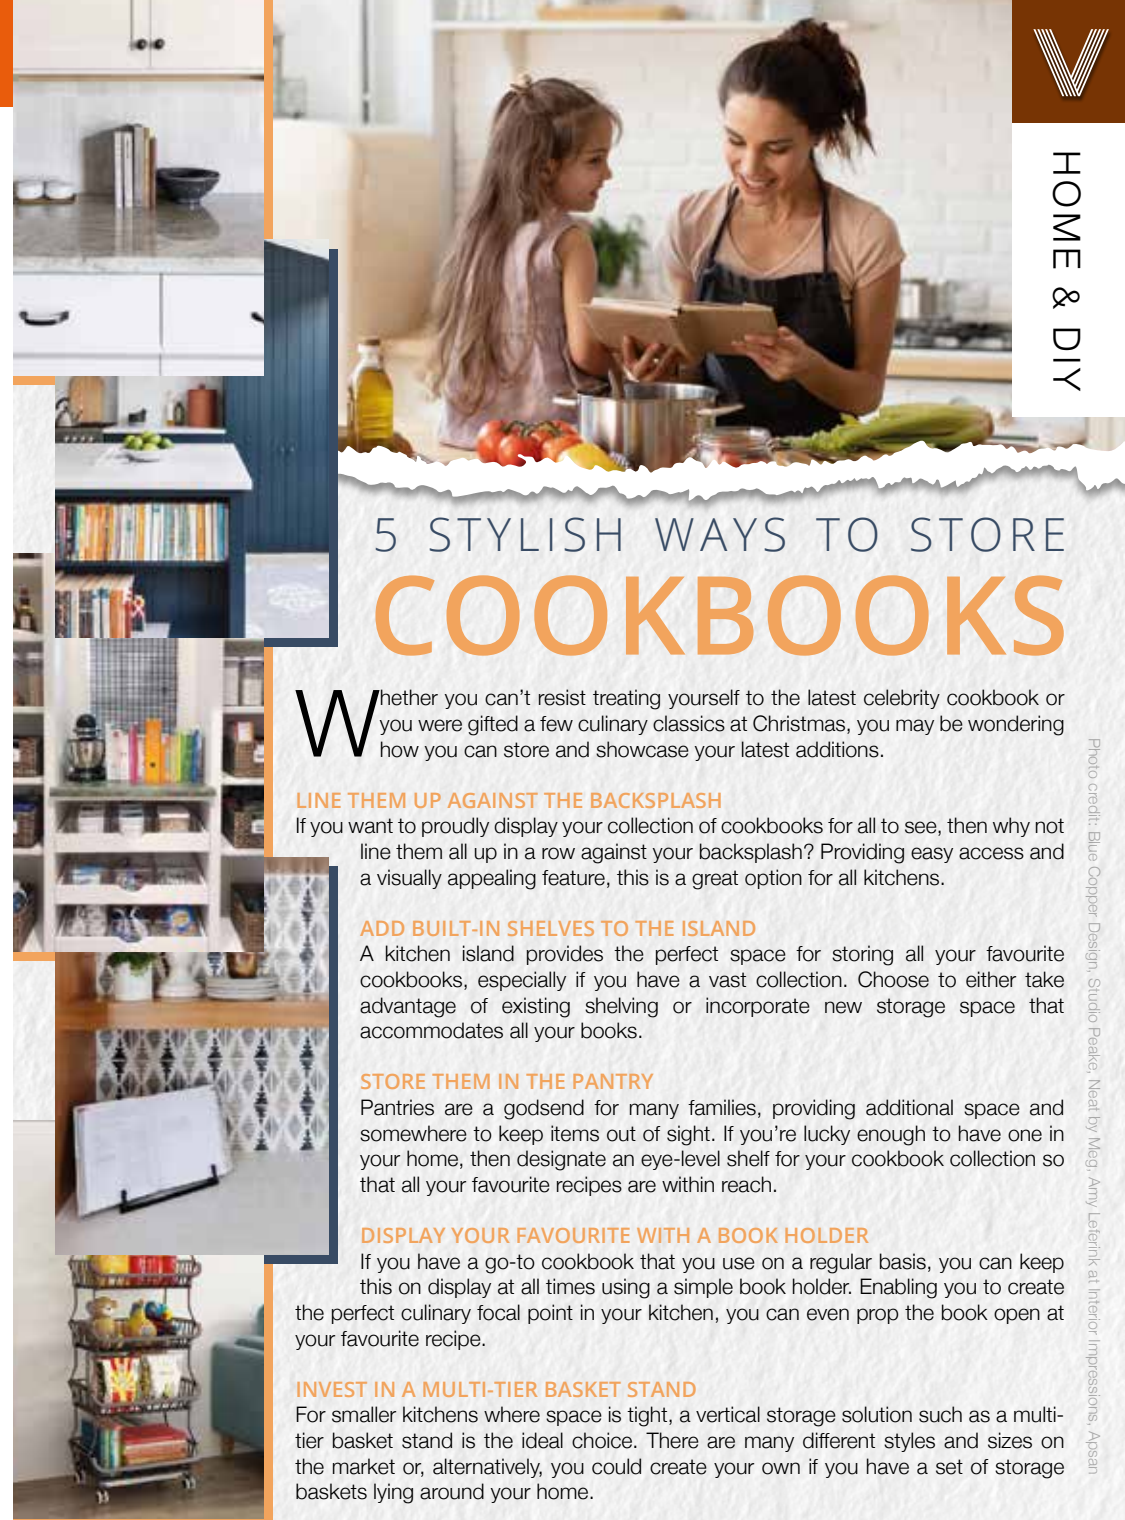 V
HOME & DIY
5 STYLISH WAYS TO STORE
COOKBOOKS
Whether you can’t resist treating yourself to the latest celebrity cookbook or
you were gifted a few culinary classics at Christmas, you may be wondering
how you can store and showcase your latest additions.
LINE THEM UP AGAINST THE BACKSPLASH
If you want to proudly display your collection of cookbooks for all to see, then why not
line them all up in a row against your backsplash? Providing easy access and
a visually appealing feature, this is a great option for all kitchens.
ADD BUILT-IN SHELVES TO THE ISLAND
A kitchen island provides the perfect space for storing all your favourite
cookbooks, especially if you have a vast collection. Choose to either take
advantage of existing shelving or incorporate new storage space that
accommodates all your books.
STORE THEM IN THE PANTRY
Pantries are a godsend for many families, providing additional space and
somewhere to keep items out of sight. If you’re lucky enough to have one in
your home, then designate an eye-level shelf for your cookbook collection so
that all your favourite recipes are within reach.
DISPLAY YOUR FAVOURITE WITH A BOOK HOLDER
If you have a go-to cookbook that you use on a regular basis, you can keep
this on display at all times using a simple book holder. Enabling you to create
the perfect culinary focal point in your kitchen, you can even prop the book open at
your favourite recipe.
INVEST IN A MULTI-TIER BASKET STAND
For smaller kitchens where space is tight, a vertical storage solution such as a multi-
tier basket stand is the ideal choice. There are many different styles and sizes on
the market or, alternatively, you could create your own if you have a set of storage
baskets lying around your home.
Photo credit: Blue Copper Design, Studio Peake, Neat by Meg, Amy Leferink at Interior Impressions, Apsan